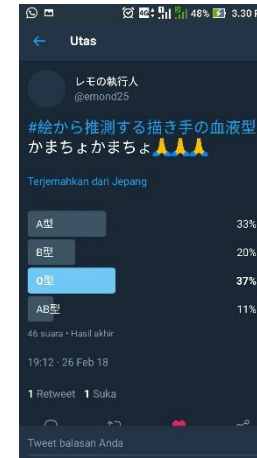 48% 3.30 P
Utas
レモの執行人
@emond25
#絵から推測する描き手の血液型
かまちょかまちょ🙏🙏🙏
Terjemahkan dari Jepang
A型 33%
B型 20%
O型 37%
AB型 11%
46 suara • Hasil akhir
19:12 · 26 Feb 18
1 Retweet 1 Suka
Tweet balasan Anda